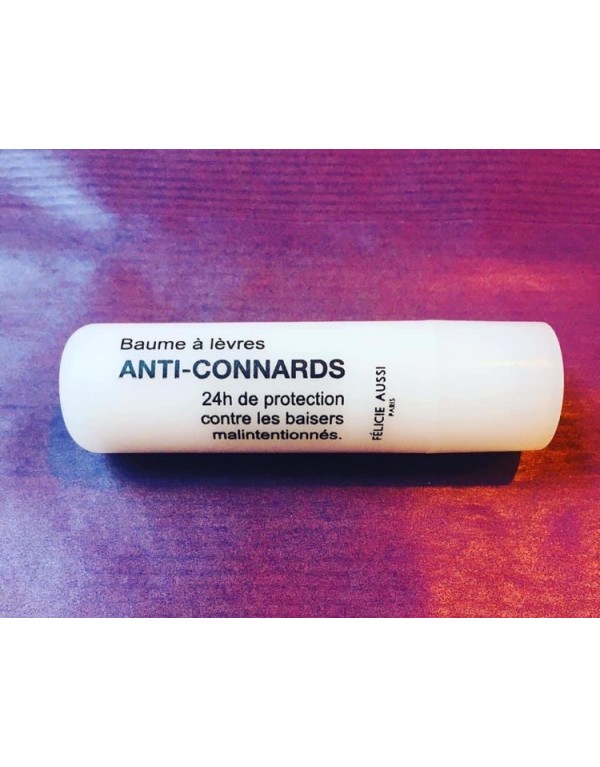 Baume à lèvres
ANTI-CONNARDS
24h de protection
contre les baisers
malintentionnés.
FÉLICIE AUSSI
PARIS